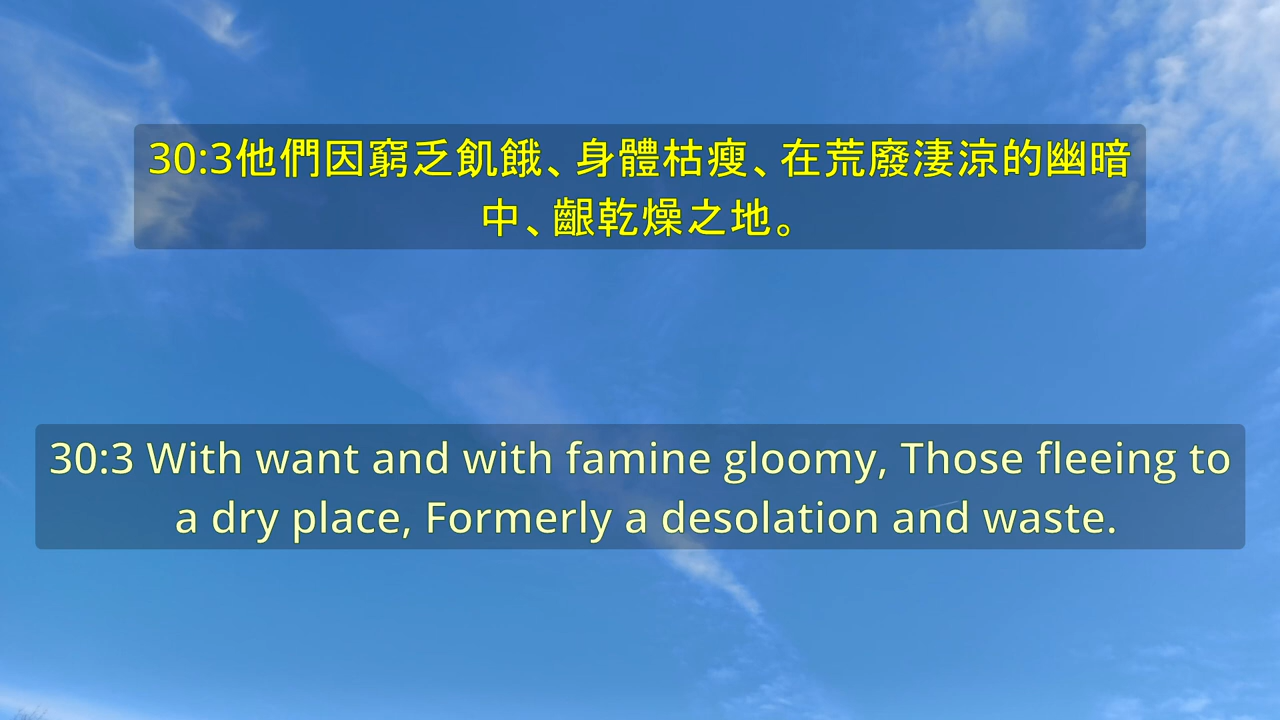 30:3他們因窮乏飢餓、身體枯瘦、在荒廢淒涼的幽暗
中、齦乾燥之地。
30:3 With want and with famine gloomy, Those fleeing to
a dry place, Formerly a desolation and waste.